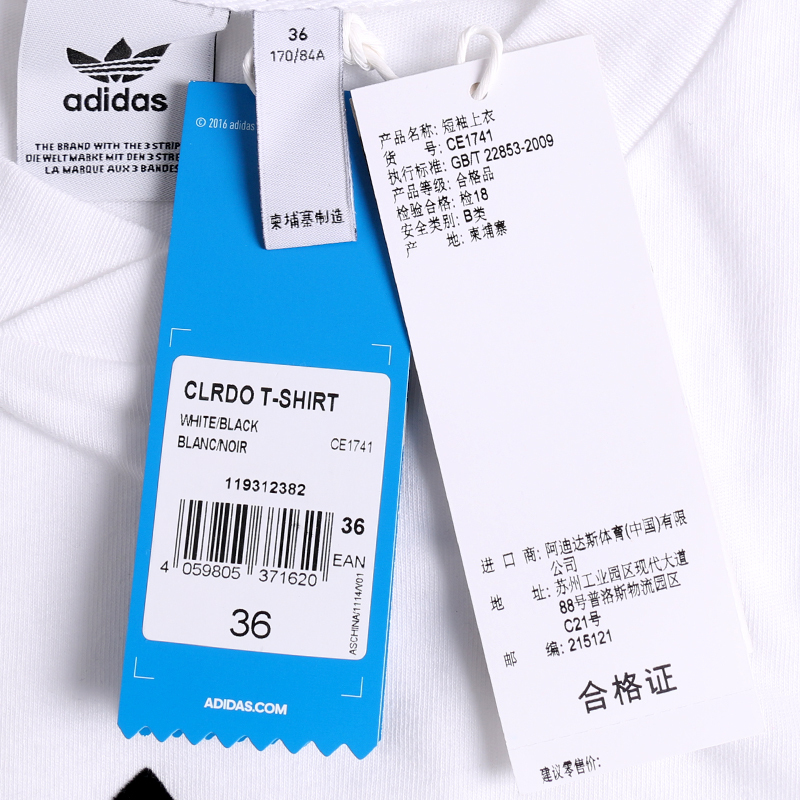 adidas
THE BRAND WITH THE 3 STRIP
DIE WELTMARKE MIT DEN 3 STRE
LA MARQUE AUX 3 BANDES
36
170/84A
柬埔寨制造
© 2016 adidas
CLRDO T-SHIRT
WHITE/BLACK
BLANC/NOIR CE1741
119312382
36
EAN
4 059805 371620
36
ASCHINA/1114/V01
ADIDAS.COM
产品名称: 短袖上衣
货 号: CE1741
执行标准: GB/T 22853-2009
产品等级: 合格品
检验合格: 检18
安全类别: B类
产 地: 柬埔寨
进 口 商: 阿迪达斯体育(中国)有限
公司
地 址: 苏州工业园区现代大道
88号普洛斯物流园区
C21号
邮 编: 215121
合格证
建议零售价: